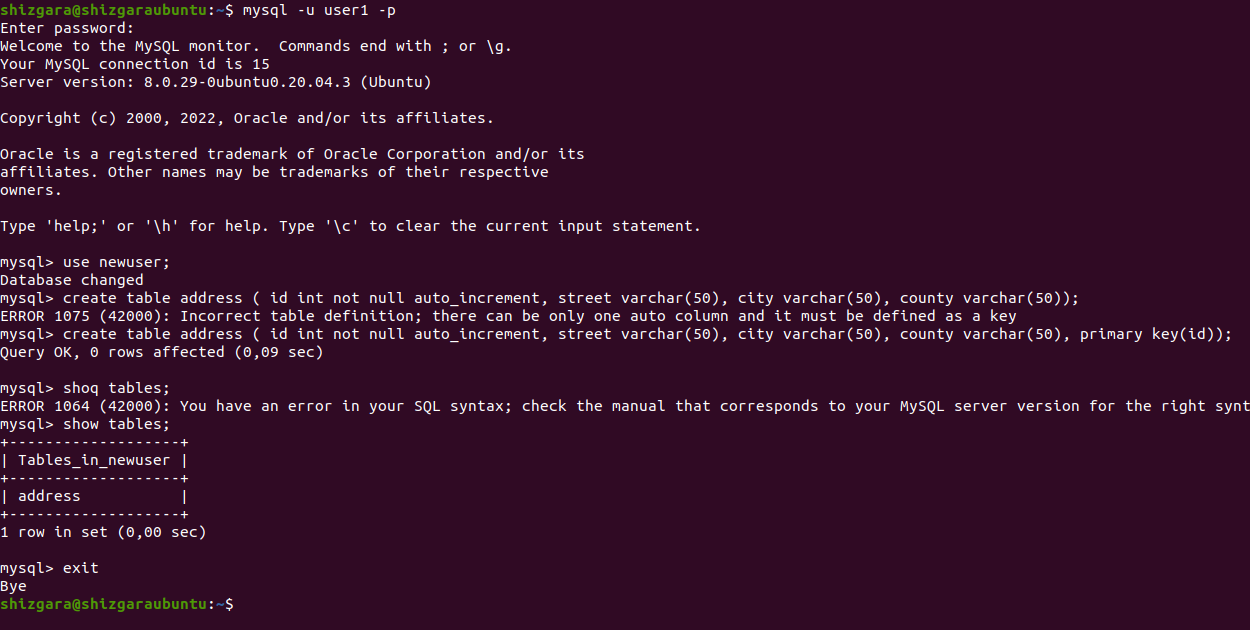 shizgara@shizgaraubuntu:~$ mysql -u user1 -p
Enter password:
Welcome to the MySQL monitor.  Commands end with ; or \g.
Your MySQL connection id is 15
Server version: 8.0.29-0ubuntu0.20.04.3 (Ubuntu)
Copyright (c) 2000, 2022, Oracle and/or its affiliates.
Oracle is a registered trademark of Oracle Corporation and/or its
affiliates. Other names may be trademarks of their respective
owners.
Type 'help;' or '\h' for help. Type '\c' to clear the current input statement.
mysql> use newuser;
Database changed
mysql> create table address ( id int not null auto_increment, street varchar(50), city varchar(50), county varchar(50));
ERROR 1075 (42000): Incorrect table definition; there can be only one auto column and it must be defined as a key
mysql> create table address ( id int not null auto_increment, street varchar(50), city varchar(50), county varchar(50), primary key(id));
Query OK, 0 rows affected (0,09 sec)
mysql> shoq tables;
ERROR 1064 (42000): You have an error in your SQL syntax; check the manual that corresponds to your MySQL server version for the right synt
mysql> show tables;
+-------------------+
| Tables_in_newuser |
+-------------------+
| address           |
+-------------------+
1 row in set (0,00 sec)
mysql> exit
Bye
shizgara@shizgaraubuntu:~$